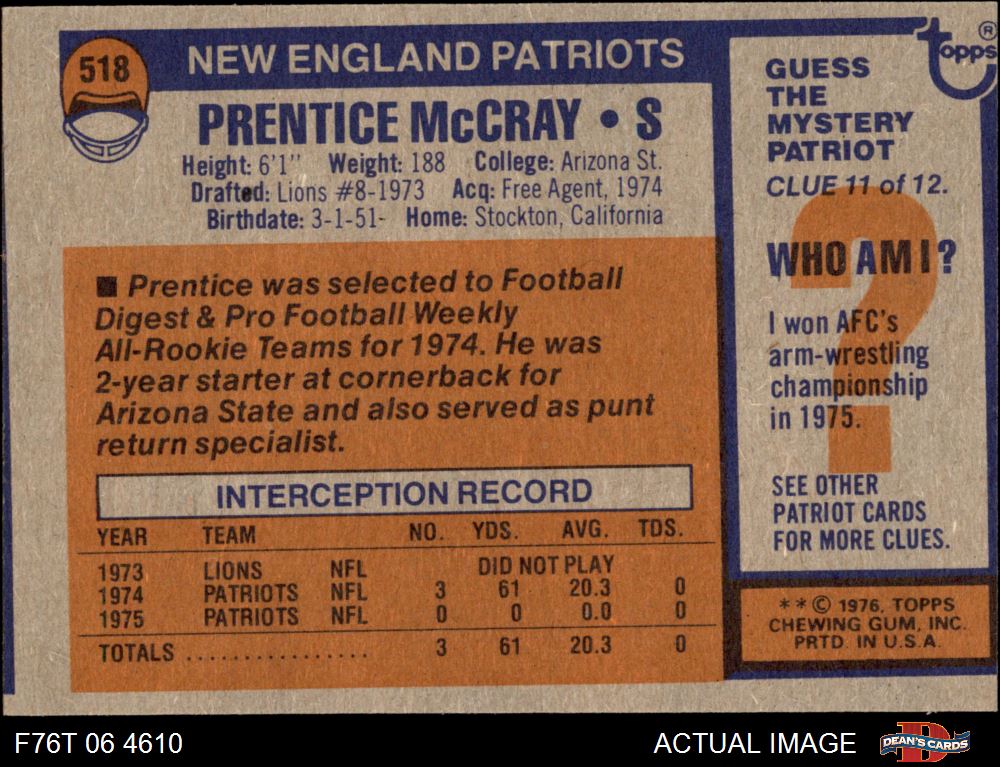 518
NEW ENGLAND PATRIOTS
PRENTICE McCRAY • S
Height: 6'1" Weight: 188 College: Arizona St.
Drafted: Lions #8-1973 Acq: Free Agent, 1974
Birthdate: 3-1-51- Home: Stockton, California
■ Prentice was selected to Football
Digest & Pro Football Weekly
All-Rookie Teams for 1974. He was
2-year starter at cornerback for
Arizona State and also served as punt
return specialist.
INTERCEPTION RECORD
YEAR TEAM NO. YDS. AVG. TDS.
1973 LIONS NFL DID NOT PLAY
1974 PATRIOTS NFL 3 61 20.3 0
1975 PATRIOTS NFL 0 0 0.0 0
TOTALS ................ 3 61 20.3 0
topps®
GUESS
THE
MYSTERY
PATRIOT
CLUE 11 of 12.
?
WHO AM I?
I won AFC's
arm-wrestling
championship
in 1975.
SEE OTHER
PATRIOT CARDS
FOR MORE CLUES.
* * © 1976, TOPPS
CHEWING GUM, INC.
PRTD. IN U.S.A.
F76T 06 4610
ACTUAL IMAGE
D
DEAN'S CARDS